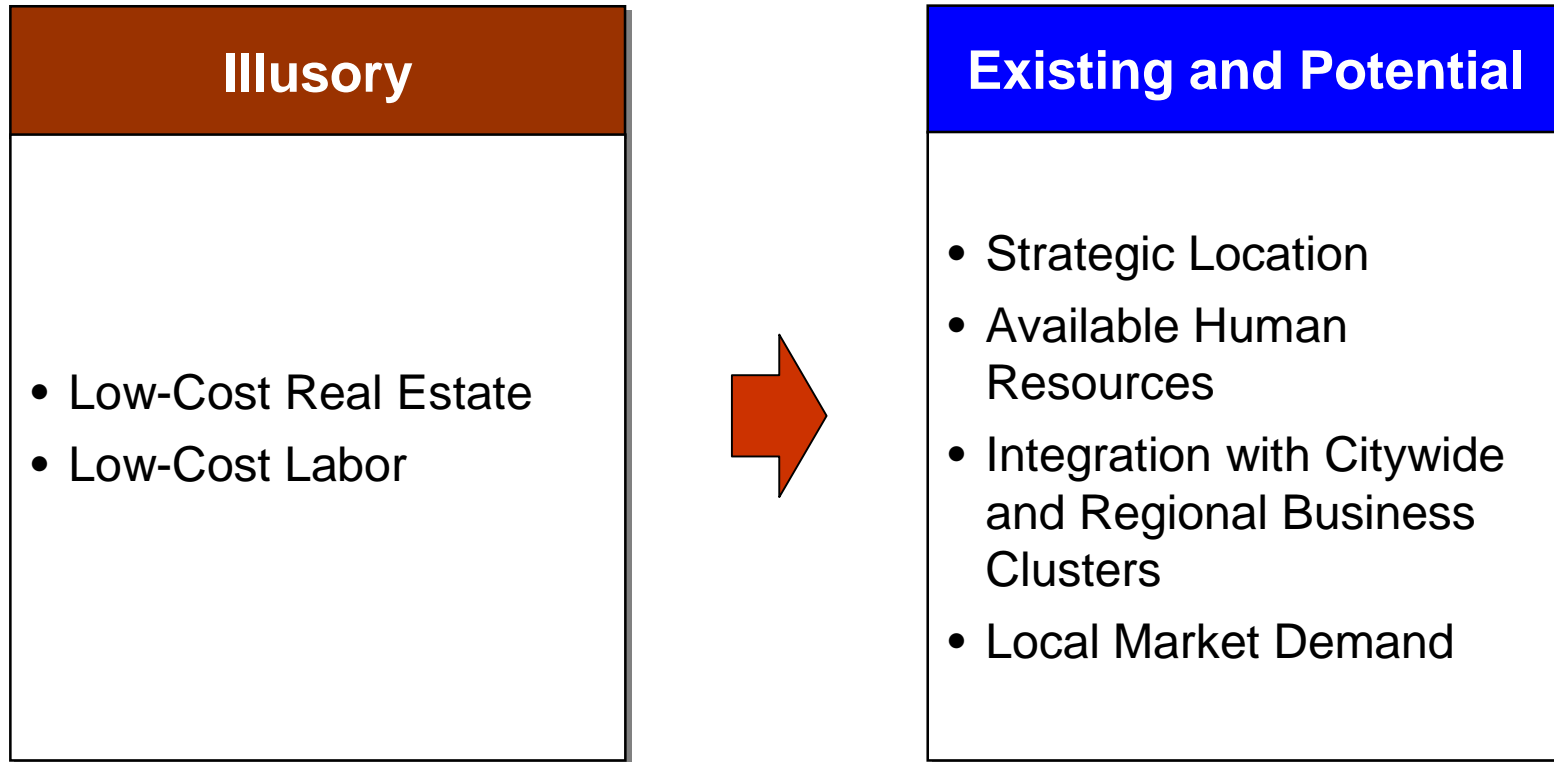 Illusory
• Low-Cost Real Estate
• Low-Cost Labor
Existing and Potential
• Strategic Location
• Available Human
Resources
• Integration with Citywide
and Regional Business
Clusters
• Local Market Demand